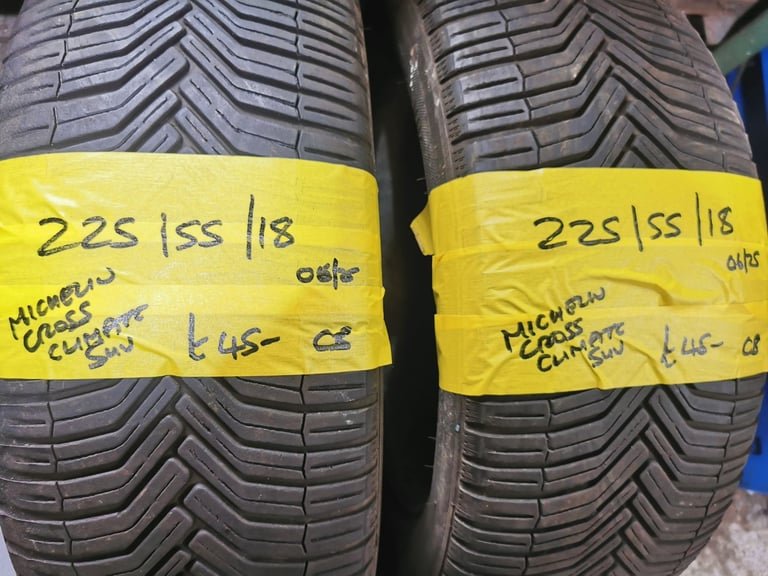 225/55/18
06/25
MICHELIN
CROSS
CLIMATE
SUV
£45-
C8
225/55/18
06/25
MICHELIN
CROSS
CLIMATE
SUV
£45-
C8